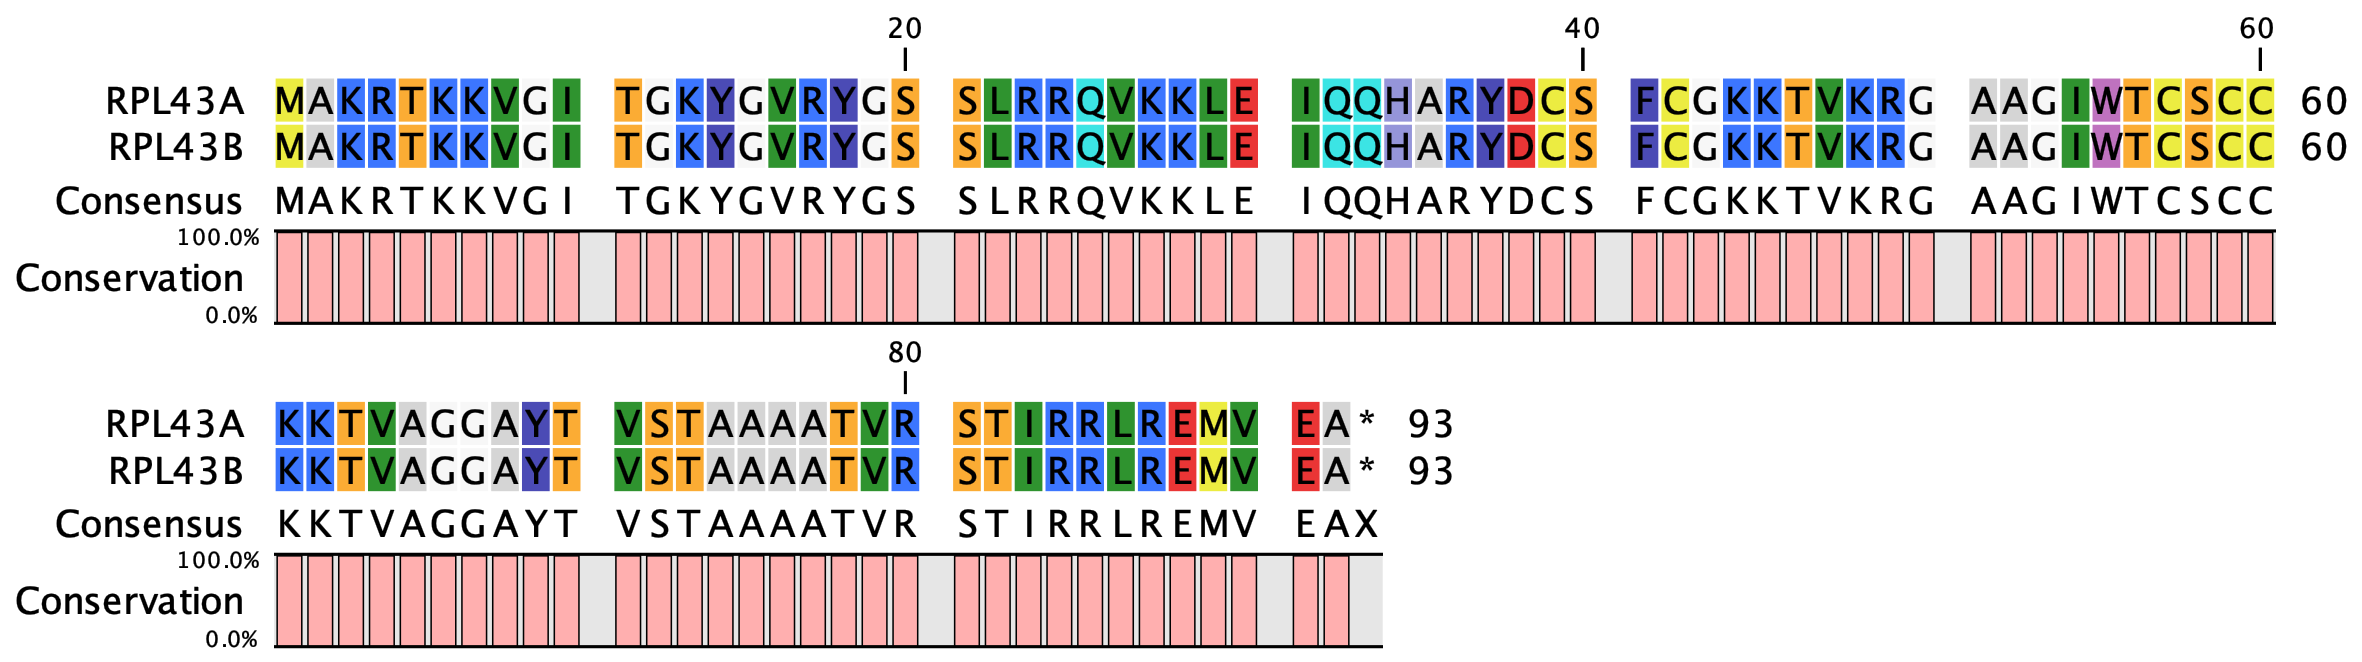 20 40 60
RPL43A MAKRTKKVGI TGKYGVRYGS SLRRQVKKLE IQQHARYDCS FCGKKTVKRG AAGIWTCSCC 60
RPL43B MAKRTKKVGI TGKYGVRYGS SLRRQVKKLE IQQHARYDCS FCGKKTVKRG AAGIWTCSCC 60
Consensus MAKRTKKVGI TGKYGVRYGS SLRRQVKKLE IQQHARYDCS FCGKKTVKRG AAGIWTCSCC
100.0%
Conservation
0.0%
80
RPL43A KKTVAGGAYT VSTAAAATVR STIRRLREMV EA* 93
RPL43B KKTVAGGAYT VSTAAAATVR STIRRLREMV EA* 93
Consensus KKTVAGGAYT VSTAAAATVR STIRRLREMV EAX
100.0%
Conservation
0.0%